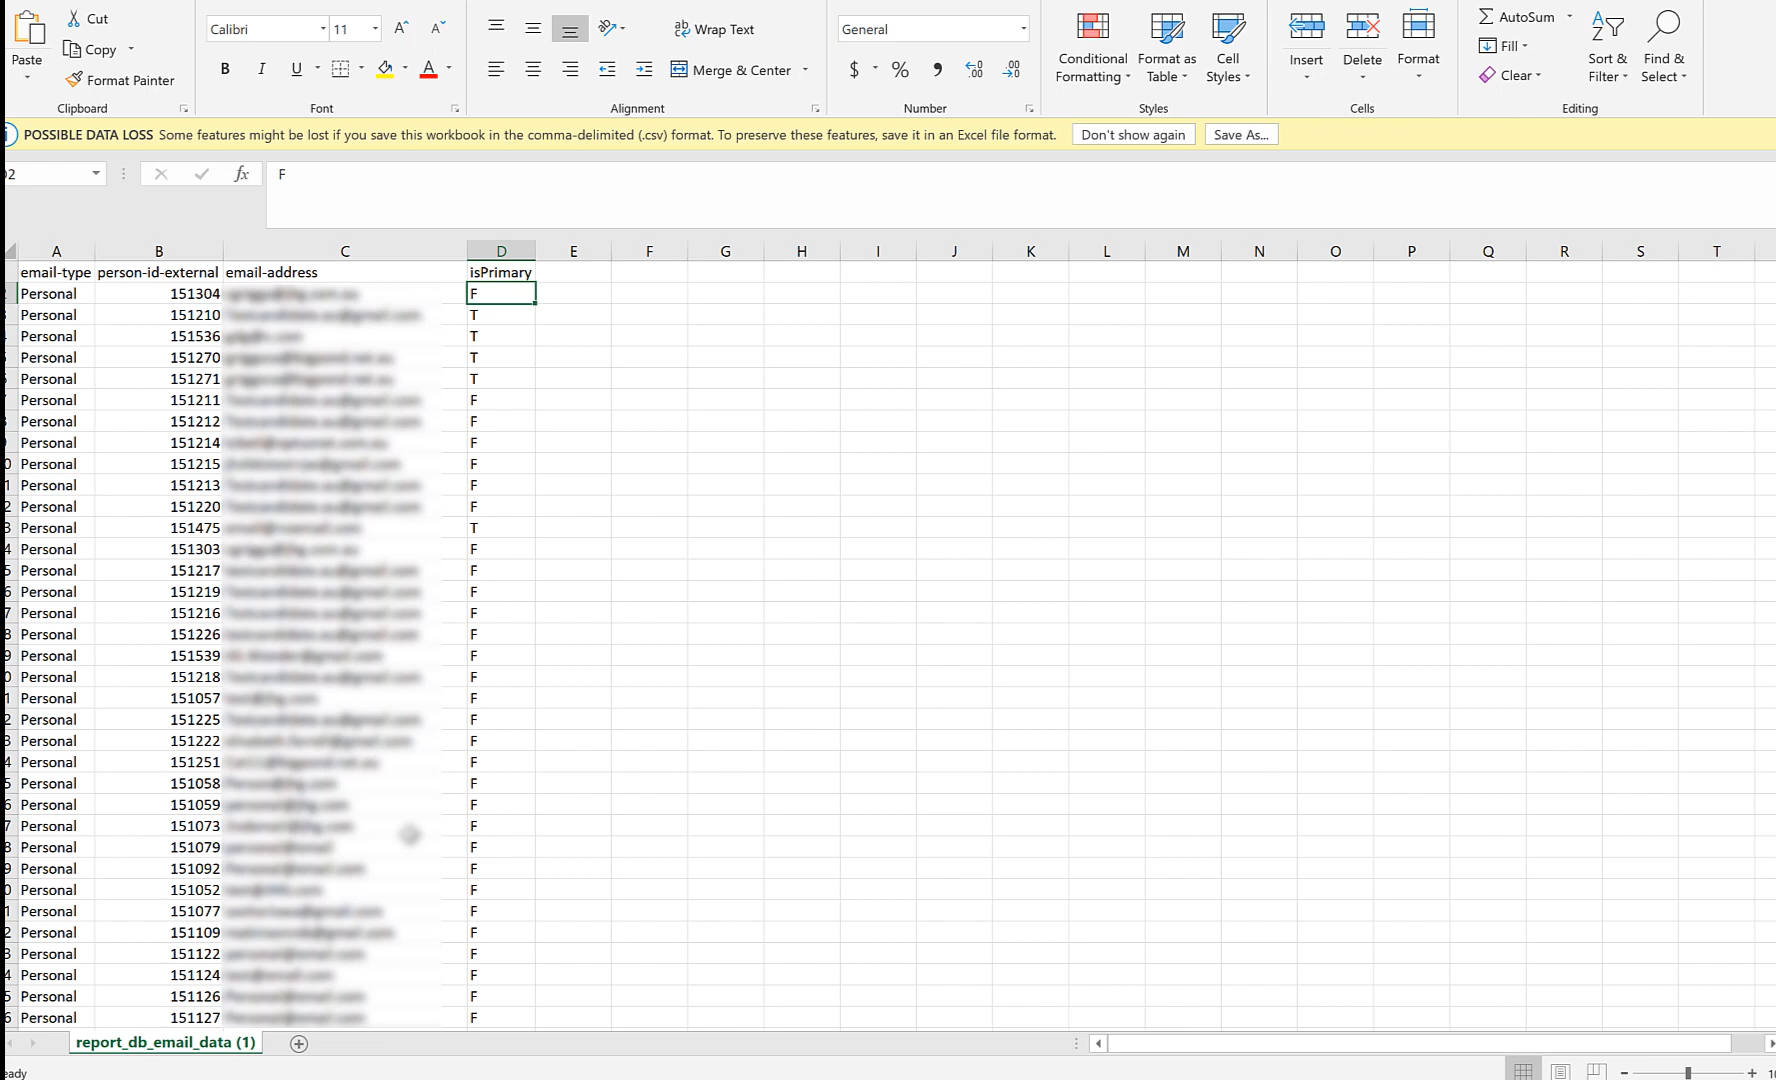 Paste
Cut
Copy
Format Painter
Clipboard
Calibri
11
B I U
Font
Wrap Text
Merge & Center
Alignment
General
$ %
Number
Conditional Formatting
Format as Table
Cell Styles
Styles
Insert
Delete
Format
Cells
AutoSum
Fill
Clear
Sort & Filter
Find & Select
Editing
POSSIBLE DATA LOSS Some features might be lost if you save this workbook in the comma-delimited (.csv) format. To preserve these features, save it in an Excel file format. Don't show again Save As...
fx F
A B C D E F G H I J K L M N O P Q R S T
email-type person-id-external email-address isPrimary
Personal 151304 F
Personal 151210 T
Personal 151536 T
Personal 151270 T
Personal 151271 T
Personal 151211 F
Personal 151212 F
Personal 151214 F
Personal 151215 F
Personal 151213 F
Personal 151220 F
Personal 151475 T
Personal 151303 F
Personal 151217 F
Personal 151219 F
Personal 151216 F
Personal 151226 F
Personal 151539 F
Personal 151218 F
Personal 151057 F
Personal 151225 F
Personal 151222 F
Personal 151251 F
Personal 151058 F
Personal 151059 F
Personal 151073 F
Personal 151079 F
Personal 151092 F
Personal 151052 F
Personal 151077 F
Personal 151109 F
Personal 151122 F
Personal 151124 F
Personal 151126 F
Personal 151127 F
report_db_email_data (1)